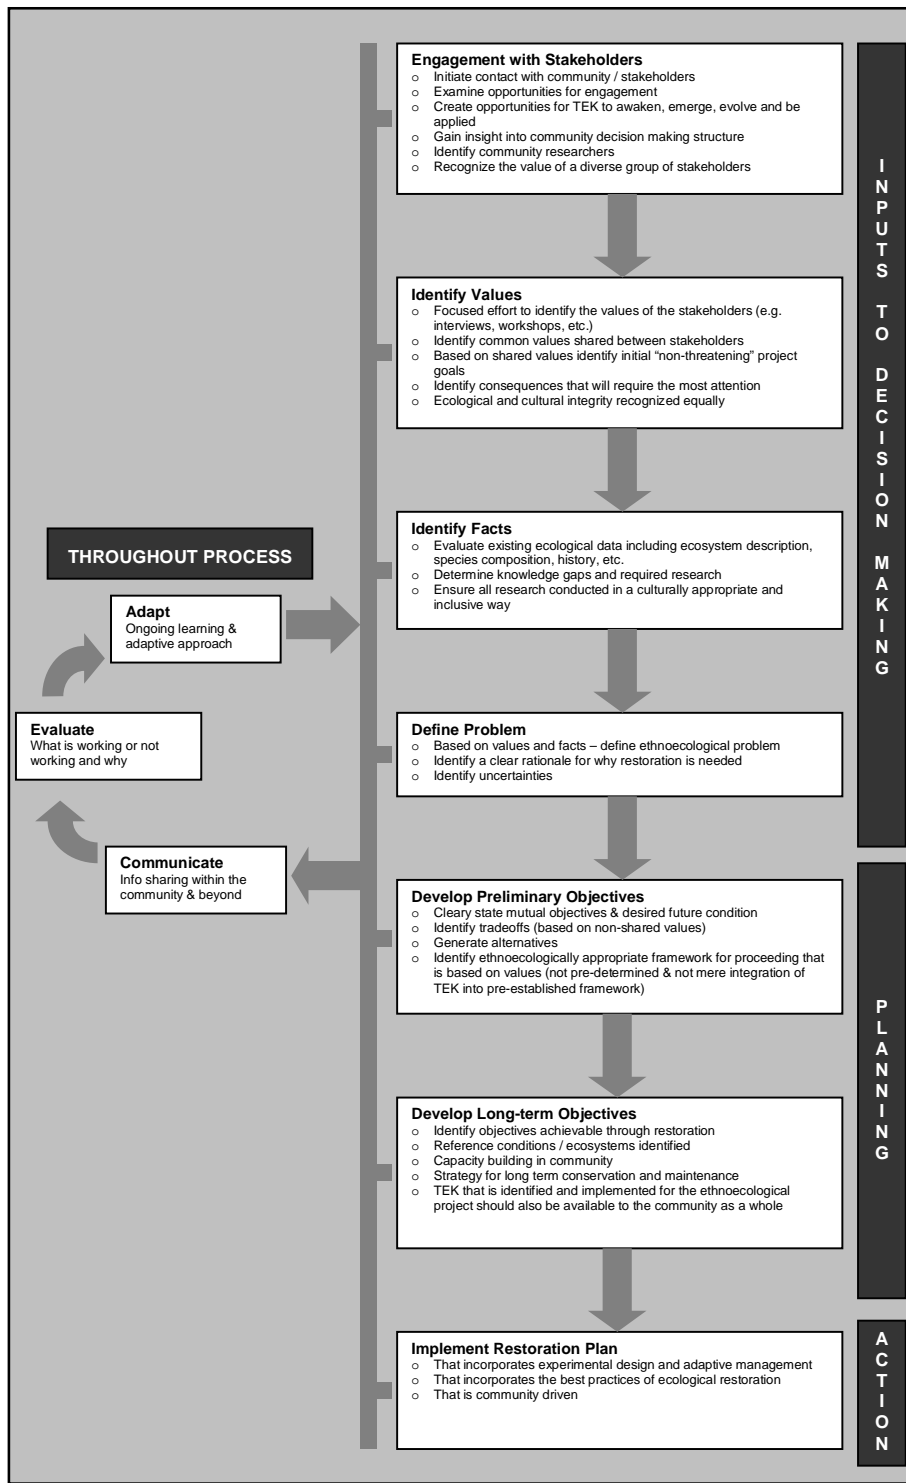 Engagement with Stakeholders
o Initiate contact with community / stakeholders
o Examine opportunities for engagement
o Create opportunities for TEK to awaken, emerge, evolve and be
applied
o Gain insight into community decision making structure
o Identify community researchers
o Recognize the value of a diverse group of stakeholders
Identify Values
o Focused effort to identify the values of the stakeholders (e.g.
interviews, workshops, etc.)
o Identify common values shared between stakeholders
o Based on shared values identify initial “non-threatening” project
goals
o Identify consequences that will require the most attention
o Ecological and cultural integrity recognized equally
Identify Facts
o Evaluate existing ecological data including ecosystem description,
species composition, history, etc.
o Determine knowledge gaps and required research
o Ensure all research conducted in a culturally appropriate and
inclusive way
Define Problem
o Based on values and facts – define ethnoecological problem
o Identify a clear rationale for why restoration is needed
o Identify uncertainties
INPUTS TO DECISION MAKING
THROUGHOUT PROCESS
Adapt
Ongoing learning &
adaptive approach
Evaluate
What is working or not
working and why
Communicate
Info sharing within the
community & beyond
Develop Preliminary Objectives
o Cleary state mutual objectives & desired future condition
o Identify tradeoffs (based on non-shared values)
o Generate alternatives
o Identify ethnoecologically appropriate framework for proceeding that
is based on values (not pre-determined & not mere integration of
TEK into pre-established framework)
Develop Long-term Objectives
o Identify objectives achievable through restoration
o Reference conditions / ecosystems identified
o Capacity building in community
o Strategy for long term conservation and maintenance
o TEK that is identified and implemented for the ethnoecological
project should also be available to the community as a whole
PLANNING
Implement Restoration Plan
o That incorporates experimental design and adaptive management
o That incorporates the best practices of ecological restoration
o That is community driven
ACTION